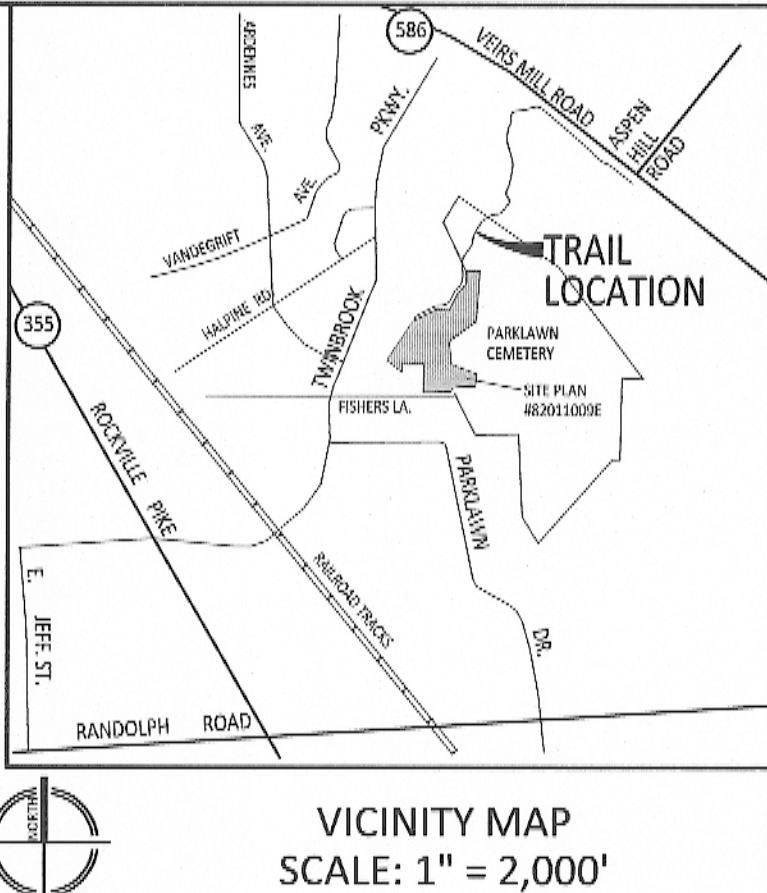 586
VEIRS MILL ROAD
ASPEN
HILL
ROAD
ARDENNES
AVE.
PKWY.
AVE.
VANDEGRIFT
TRAIL
LOCATION
HALPINE RD
TWINBROOK
355
PARKLAWN
CEMETERY
SITE PLAN
#82011009E
FISHERS LA.
ROCKVILLE
PIKE
PARKLAWN
DR.
RAILROAD TRACKS
E.
JEFF. ST.
RANDOLPH ROAD
NORTH
VICINITY MAP
SCALE: 1" = 2,000'